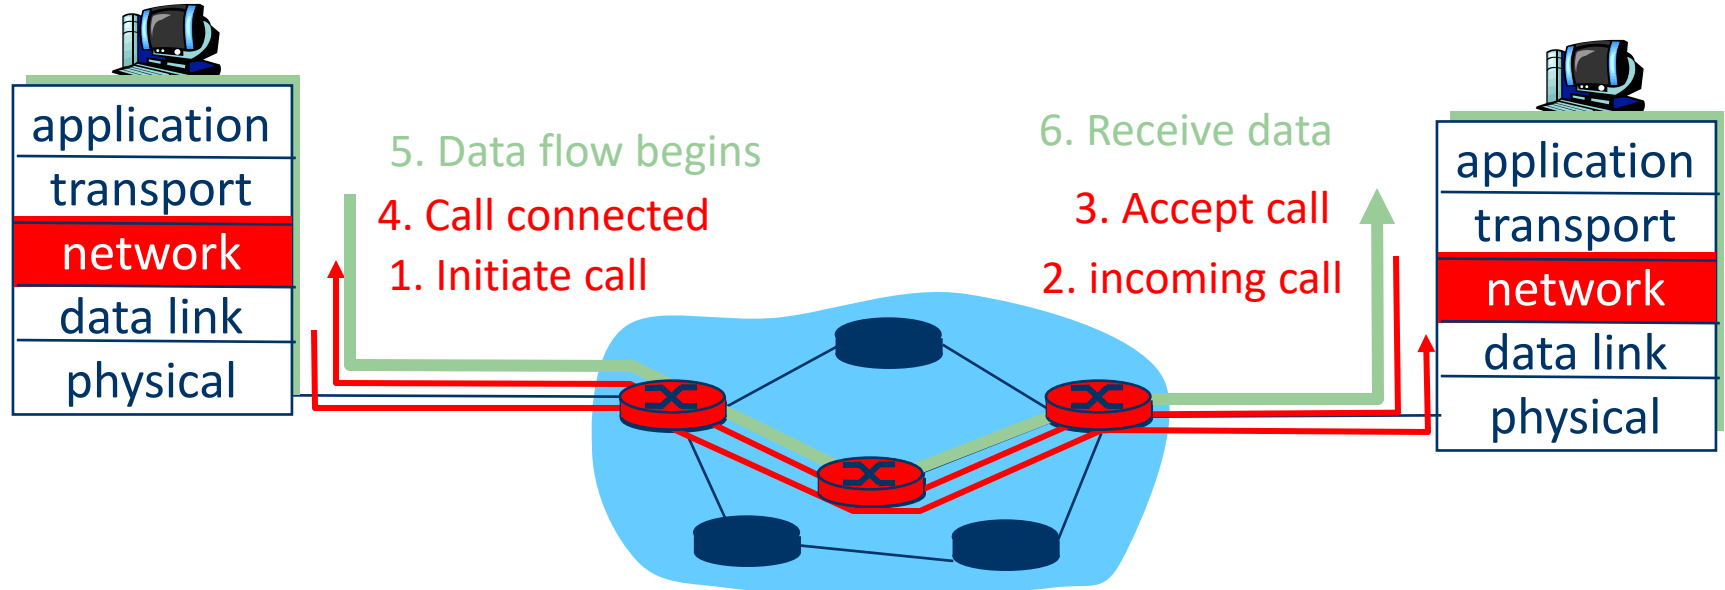 application
transport
network
data link
physical
5. Data flow begins
4. Call connected
1. Initiate call
6. Receive data
3. Accept call
2. incoming call
application
transport
network
data link
physical